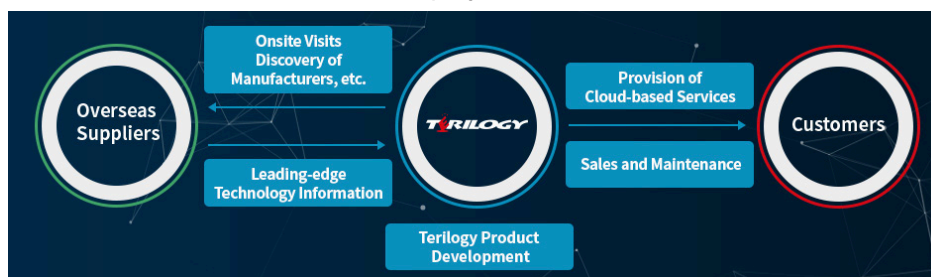 Onsite Visits
Discovery of
Manufacturers, etc.
Overseas
Suppliers
Leading-edge
Technology Information
TERILOGY
Terilogy Product
Development
Provision of
Cloud-based Services
Sales and Maintenance
Customers